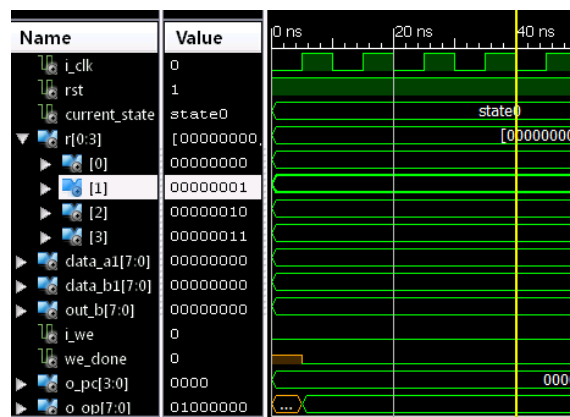 Name Value 0 ns 20 ns 40 ns
i_clk 0
rst 1
current_state state0 state0
r[0:3] [00000000, [00000000
[0] 00000000
[1] 00000001
[2] 00000010
[3] 00000011
data_a1[7:0] 00000000
data_b1[7:0] 00000000
out_b[7:0] 00000000
i_we 0
we_done 0
o_pc[3:0] 0000 000
o_op[7:0] 01000000 ...